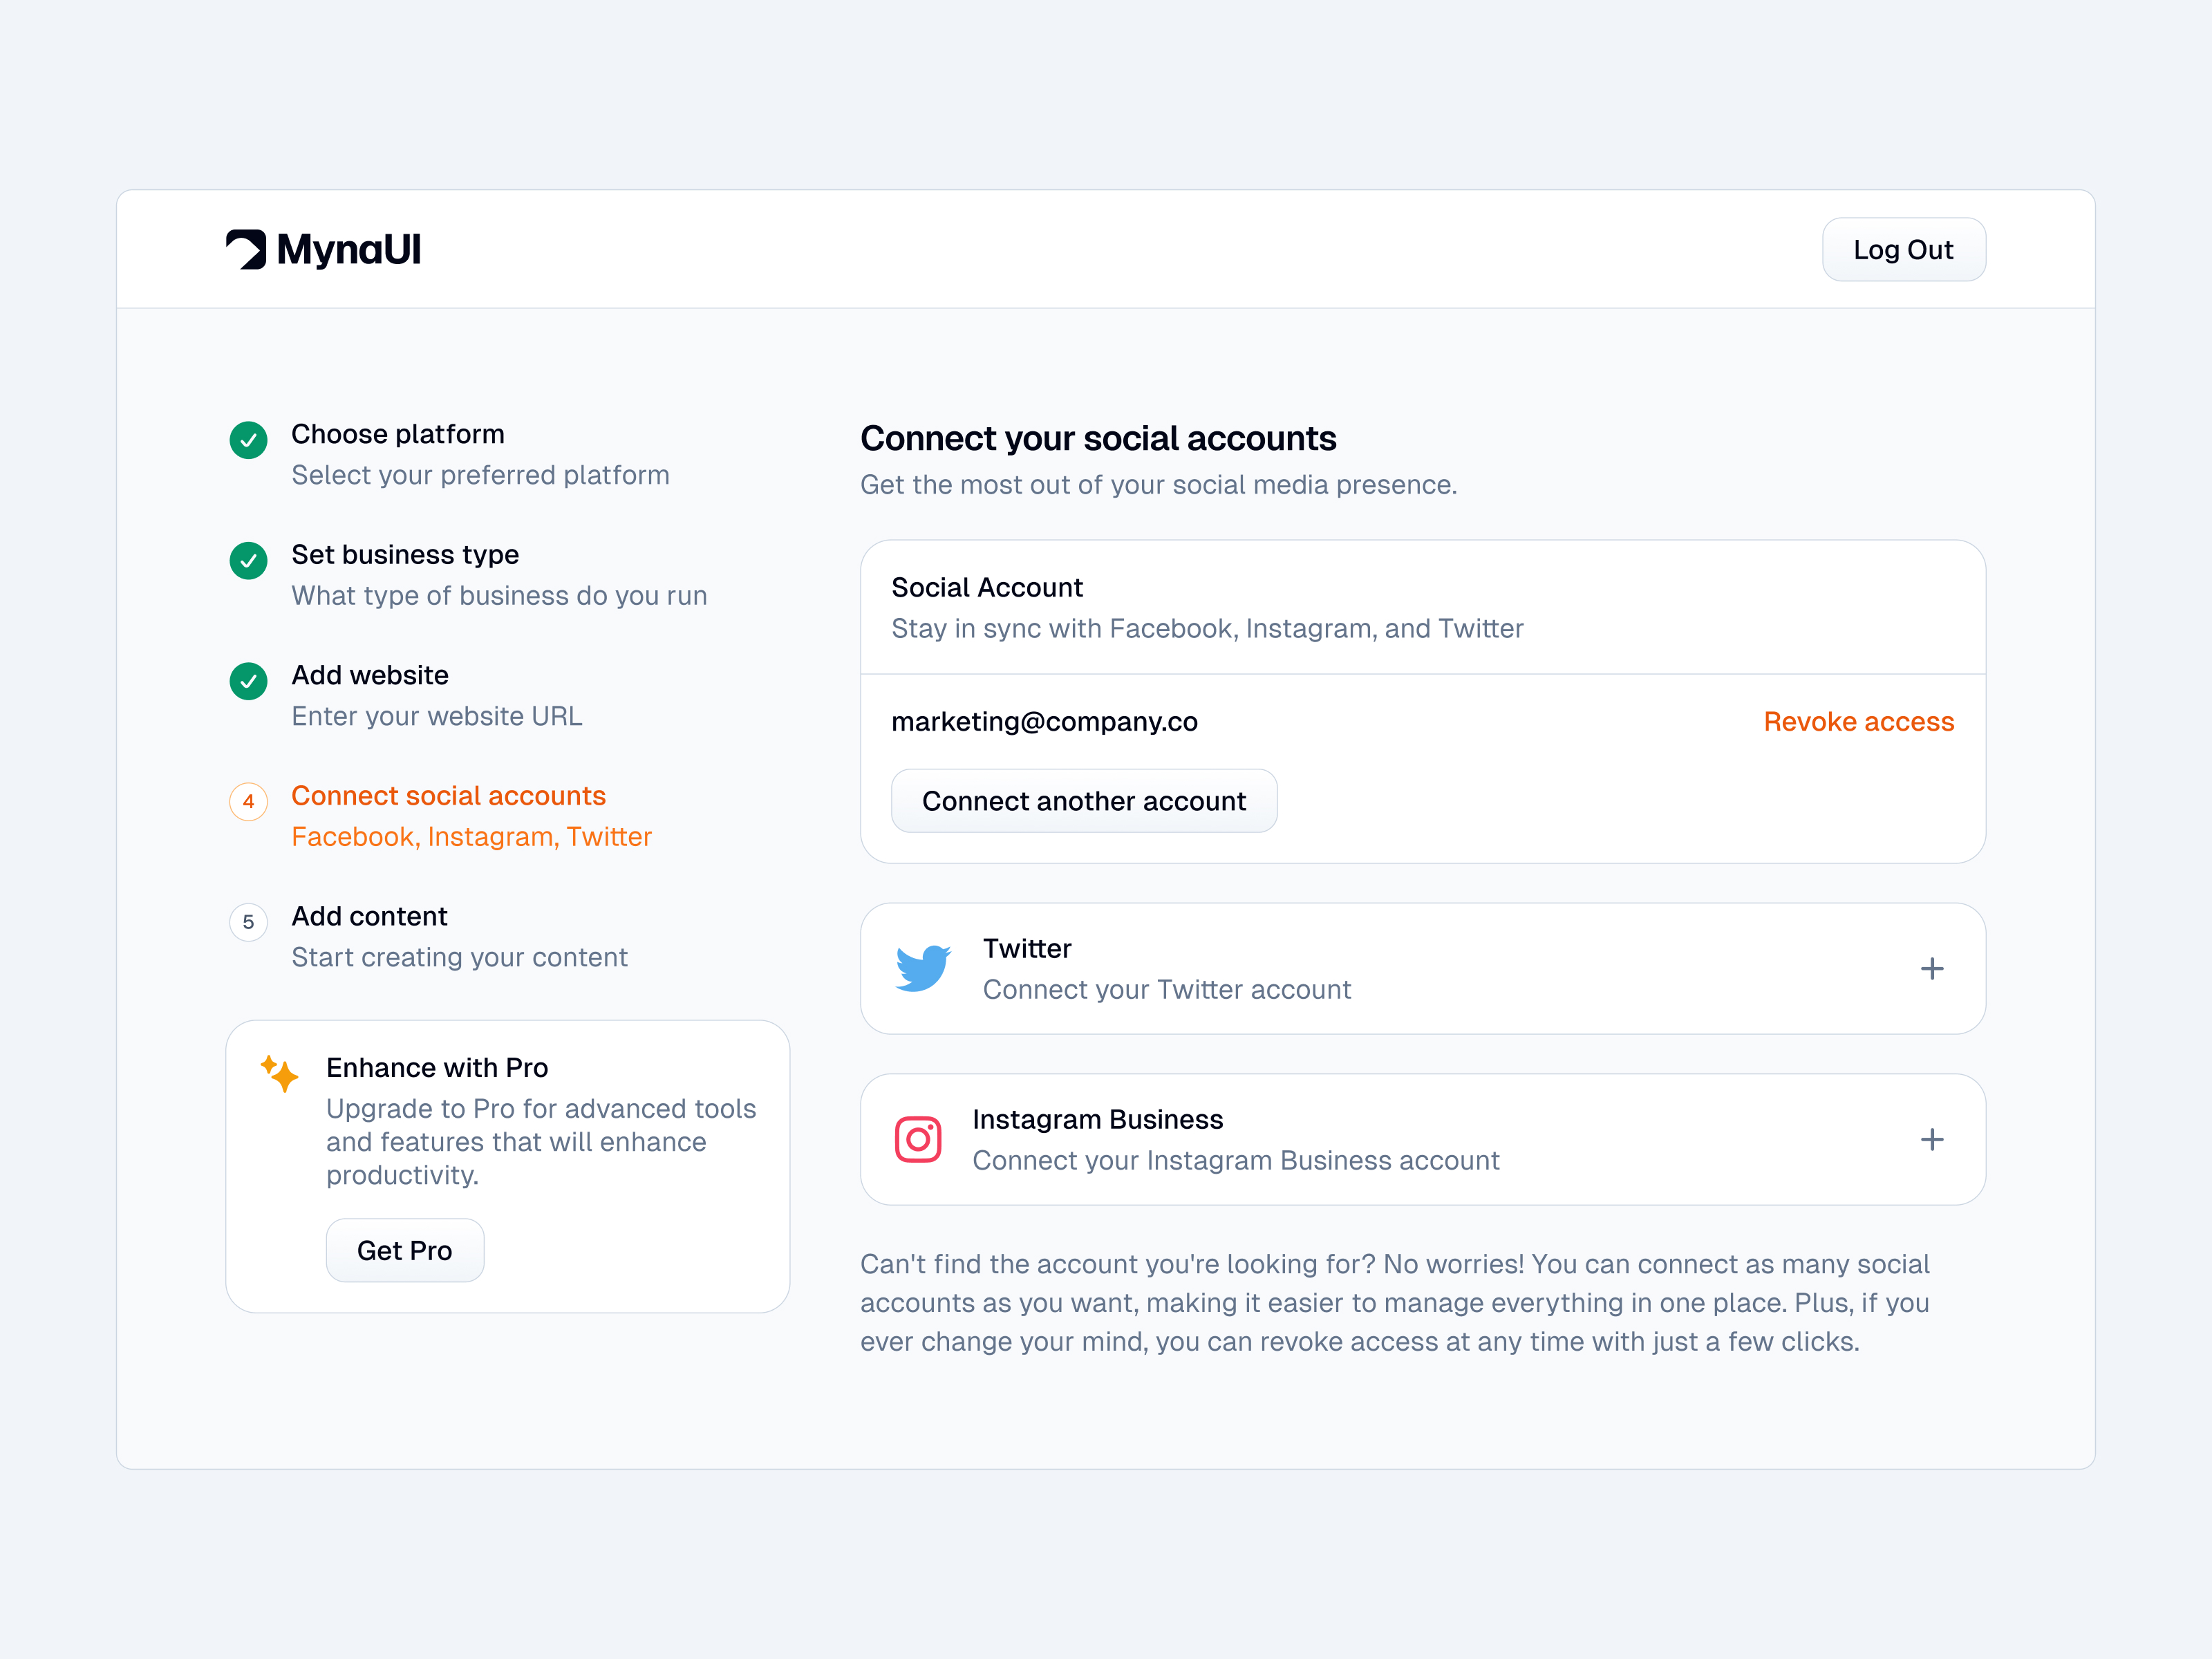 MynaUI
Log Out
Choose platform
Select your preferred platform
Set business type
What type of business do you run
Add website
Enter your website URL
4
Connect social accounts
Facebook, Instagram, Twitter
5
Add content
Start creating your content
Enhance with Pro
Upgrade to Pro for advanced tools
and features that will enhance
productivity.
Get Pro
Connect your social accounts
Get the most out of your social media presence.
Social Account
Stay in sync with Facebook, Instagram, and Twitter
marketing@company.co
Revoke access
Connect another account
Twitter
Connect your Twitter account
Instagram Business
Connect your Instagram Business account
Can't find the account you're looking for? No worries! You can connect as many social
accounts as you want, making it easier to manage everything in one place. Plus, if you
ever change your mind, you can revoke access at any time with just a few clicks.